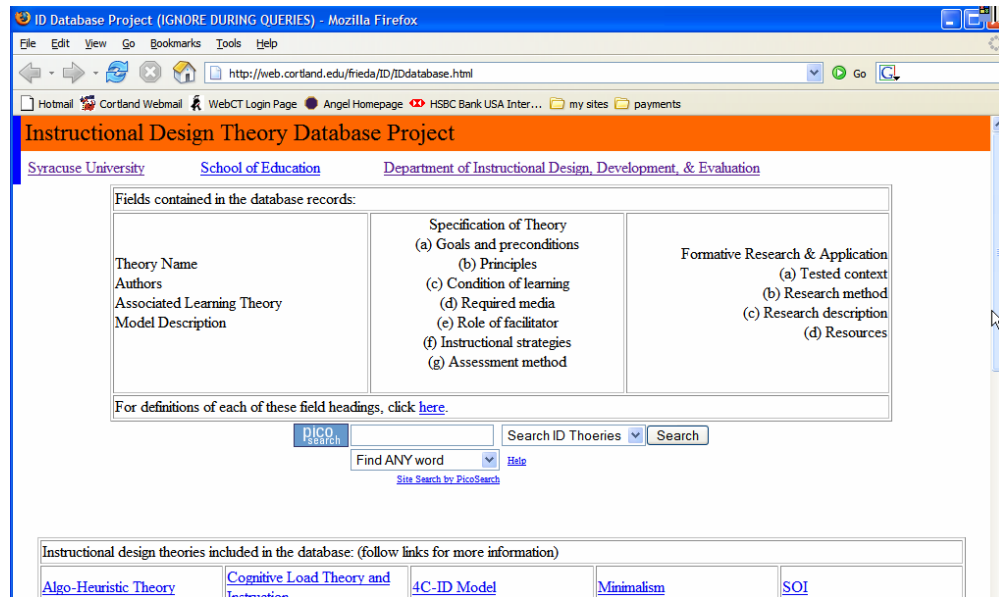 ID Database Project (IGNORE DURING QUERIES) - Mozilla Firefox
File Edit View Go Bookmarks Tools Help
http://web.cortland.edu/frieda/ID/IDdatabase.html Go G
Hotmail Cortland Webmail WebCT Login Page Angel Homepage HSBC Bank USA Inter... my sites payments
Instructional Design Theory Database Project
Syracuse University School of Education Department of Instructional Design, Development, & Evaluation
Fields contained in the database records:
Theory Name
Authors
Associated Learning Theory
Model Description
Specification of Theory
(a) Goals and preconditions
(b) Principles
(c) Condition of learning
(d) Required media
(e) Role of facilitator
(f) Instructional strategies
(g) Assessment method
Formative Research & Application
(a) Tested context
(b) Research method
(c) Research description
(d) Resources
For definitions of each of these field headings, click here.
pico search Search ID Thoeries Search
Find ANY word Help
Site Search by PicoSearch
Instructional design theories included in the database: (follow links for more information)
Algo-Heuristic Theory
Cognitive Load Theory and
Instruction
4C-ID Model
Minimalism
SOI